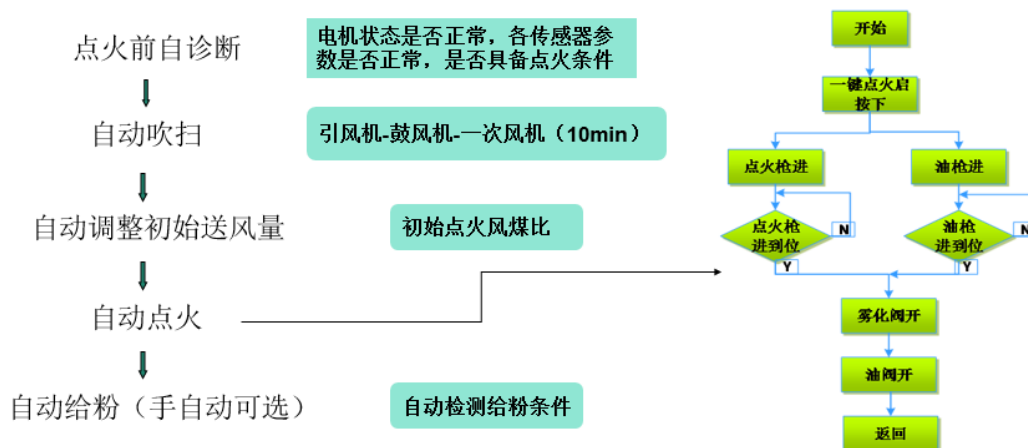 点火前自诊断
电机状态是否正常，各传感器参
数是否正常，是否具备点火条件
自动吹扫
引风机-鼓风机-一次风机（10min）
自动调整初始送风量
初始点火风煤比
自动点火
自动给粉（手自动可选）
自动检测给粉条件
开始
一键点火启
按下
点火枪进
油枪进
点火枪
进到位
N
Y
油枪
进到位
N
Y
雾化阀开
油阀开
返回